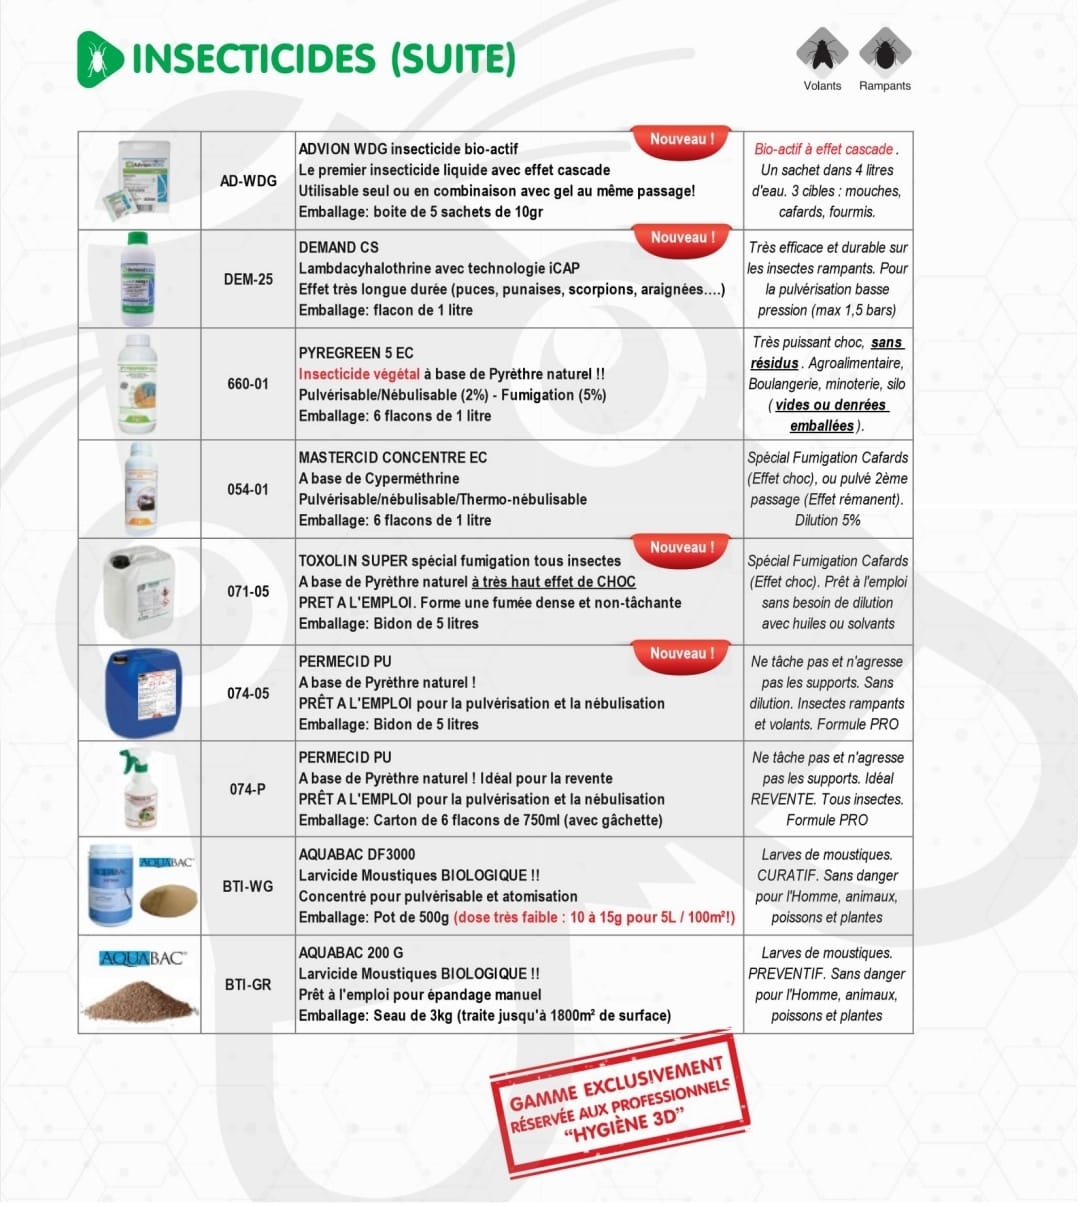 INSECTICIDES (SUITE)
Volants
Rampants
AD-WDG
ADVION WDG insecticide bio-actif
Nouveau !
Le premier insecticide liquide avec effet cascade
Utilisable seul ou en combinaison avec gel au même passage!
Emballage: boite de 5 sachets de 10gr
Bio-actif à effet cascade .
Un sachet dans 4 litres
d'eau. 3 cibles : mouches,
cafards, fourmis.
DEM-25
DEMAND CS
Nouveau !
Lambdacyhalothrine avec technologie iCAP
Effet très longue durée (puces, punaises, scorpions, araignées....)
Emballage: flacon de 1 litre
Très efficace et durable sur
les insectes rampants. Pour
la pulvérisation basse
pression (max 1,5 bars)
660-01
PYREGREEN 5 EC
Insecticide végétal à base de Pyrèthre naturel !!
Pulvérisable/Nébulisable (2%) - Fumigation (5%)
Emballage: 6 flacons de 1 litre
Très puissant choc, sans
résidus . Agroalimentaire,
Boulangerie, minoterie, silo
( vides ou denrées
emballées ).
054-01
MASTERCID CONCENTRE EC
A base de Cyperméthrine
Pulvérisable/nébulisable/Thermo-nébulisable
Emballage: 6 flacons de 1 litre
Spécial Fumigation Cafards
(Effet choc), ou pulvé 2ème
passage (Effet rémanent).
Dilution 5%
071-05
TOXOLIN SUPER spécial fumigation tous insectes
Nouveau !
A base de Pyrèthre naturel à très haut effet de CHOC
PRET A L'EMPLOI. Forme une fumée dense et non-tâchante
Emballage: Bidon de 5 litres
Spécial Fumigation Cafards
(Effet choc). Prêt à l'emploi
sans besoin de dilution
avec huiles ou solvants
074-05
PERMECID PU
Nouveau !
A base de Pyrèthre naturel !
PRÊT A L'EMPLOI pour la pulvérisation et la nébulisation
Emballage: Bidon de 5 litres
Ne tâche pas et n'agresse
pas les supports. Sans
dilution. Insectes rampants
et volants. Formule PRO
074-P
PERMECID PU
A base de Pyrèthre naturel ! Idéal pour la revente
PRÊT A L'EMPLOI pour la pulvérisation et la nébulisation
Emballage: Carton de 6 flacons de 750ml (avec gâchette)
Ne tâche pas et n'agresse
pas les supports. Idéal
REVENTE. Tous insectes.
Formule PRO
AQUABAC
BTI-WG
AQUABAC DF3000
Larvicide Moustiques BIOLOGIQUE !!
Concentré pour pulvérisable et atomisation
Emballage: Pot de 500g (dose très faible : 10 à 15g pour 5L / 100m²!)
Larves de moustiques.
CURATIF. Sans danger
pour l'Homme, animaux,
poissons et plantes
AQUABAC
BTI-GR
AQUABAC 200 G
Larvicide Moustiques BIOLOGIQUE !!
Prêt à l'emploi pour épandage manuel
Emballage: Seau de 3kg (traite jusqu'à 1800m² de surface)
Larves de moustiques.
PREVENTIF. Sans danger
pour l'Homme, animaux,
poissons et plantes
GAMME EXCLUSIVEMENT
RÉSERVÉE AUX PROFESSIONNELS
"HYGIÈNE 3D"